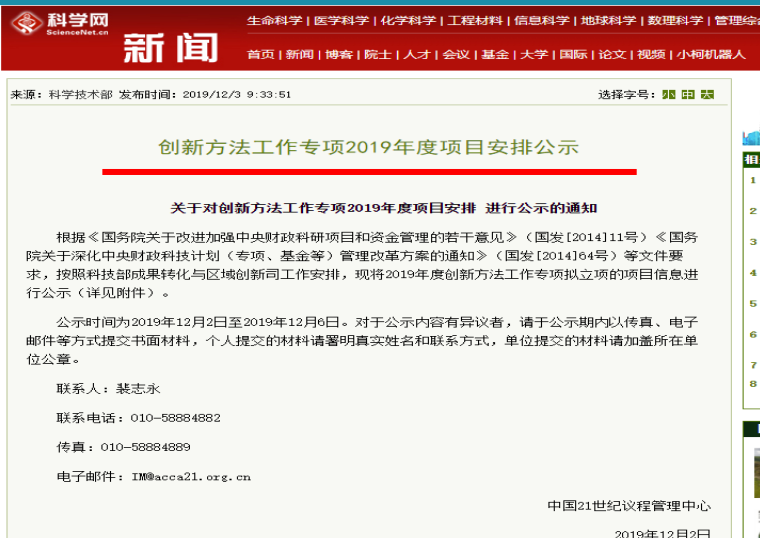 科学网
ScienceNet.cn
新闻
生命科学 | 医学科学 | 化学科学 | 工程材料 | 信息科学 | 地球科学 | 数理科学 | 管理综
首页 | 新闻 | 博客 | 院士 | 人才 | 会议 | 基金 | 大学 | 国际 | 论文 | 视频 | 小柯机器人
来源：科学技术部 发布时间：2019/12/3 9:33:51
选择字号：小 中 大
创新方法工作专项2019年度项目安排公示
关于对创新方法工作专项2019年度项目安排 进行公示的通知
根据《国务院关于改进加强中央财政科研项目和资金管理的若干意见》（国发[2014]11号）《国务
院关于深化中央财政科技计划（专项、基金等）管理改革方案的通知》（国发[2014]64号）等文件要
求，按照科技部成果转化与区域创新司工作安排，现将2019年度创新方法工作专项拟立项的项目信息进
行公示（详见附件）。
公示时间为2019年12月2日至2019年12月6日。对于公示内容有异议者，请于公示期内以传真、电子
邮件等方式提交书面材料，个人提交的材料请署明真实姓名和联系方式，单位提交的材料请加盖所在单
位公章。
联系人：裴志永
联系电话：010-58884882
传真：010-58884889
电子邮件：IM@acca21.org.cn
中国21世纪议程管理中心
2019年12月2日
相
1
2
3
4
5
6
7
8